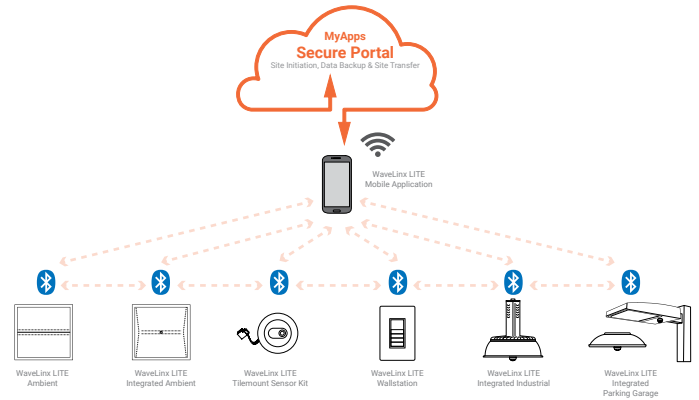 MyApps
Secure Portal
Site Initiation, Data Backup & Site Transfer
WaveLinx LITE
Mobile Application
WaveLinx LITE
Ambient
WaveLinx LITE
Integrated Ambient
WaveLinx LITE
Tilemount Sensor Kit
WaveLinx LITE
Wallstation
WaveLinx LITE
Integrated Industrial
WaveLinx LITE
Integrated
Parking Garage